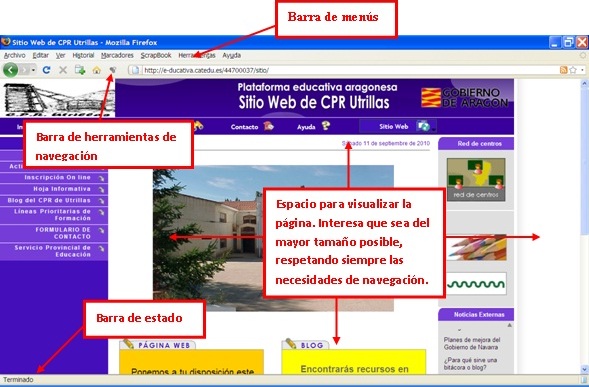 Barra de menús
Sitio Web de CPR Utrillas - Mozilla Firefox
Archivo Editar Ver Historial Marcadores ScrapBook Herramientas Ayuda
http://e-ducativa.catedu.es/44700037/sitio/
Plataforma educativa aragonesa
Sitio Web de CPR Utrillas
GOBIERNO
DE ARAGON
Contacto Ayuda Sitio Web
Barra de herramientas de
navegación
Sábado 11 de septiembre de 2010
Red de centros
Inscripción On line
Hoja Informativa
Blog del CPR de Utrillas
Líneas Prioritarias de
Formación
FORMULARIO DE
CONTACTO
Servicio Provincial de
Educación
red de centros
Espacio para visualizar la
página. Interesa que sea del
mayor tamaño posible,
respetando siempre las
necesidades de navegación.
Barra de estado
Noticias Externas
Planes de mejora del
Gobierno de Navarra
¿Para qué sirve una
bitácora o blog?
PÁGINA WEB
Ponemos a tu disposición este
BLOG
Encontrarás recursos en
Terminado